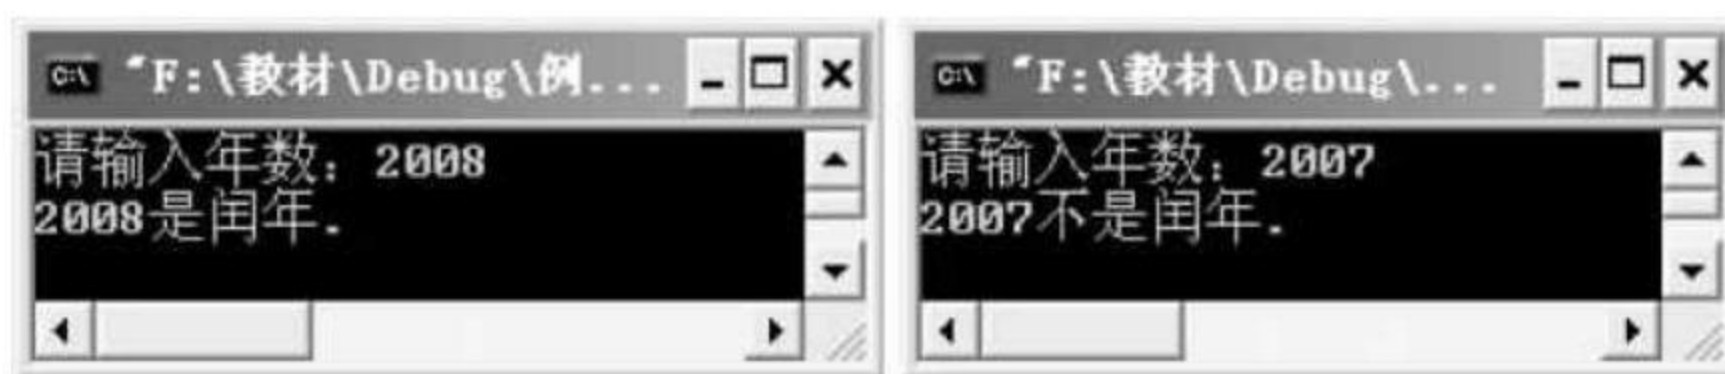 C:\ "F:\教材\Debug\例...
请输入年数：2008
2008是闰年.
C:\ "F:\教材\Debug\...
请输入年数：2007
2007不是闰年.